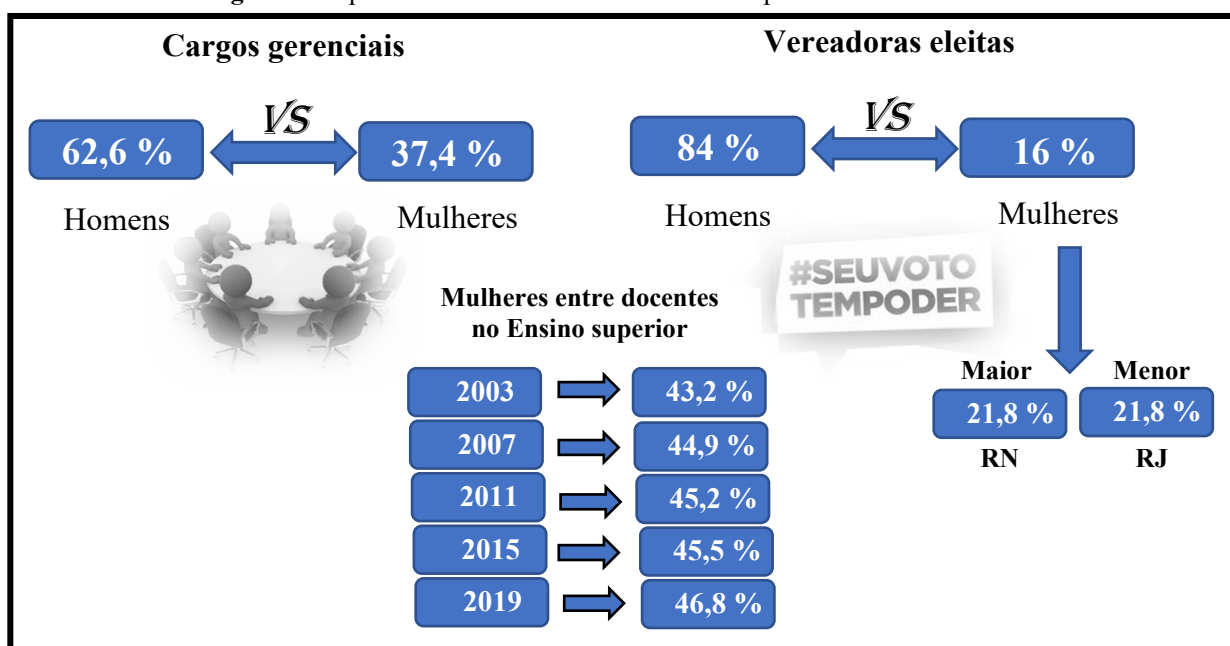 Cargos gerenciais
VS
62,6 %
37,4 %
Homens
Mulheres
Vereadoras eleitas
VS
84 %
16 %
Homens
Mulheres
#SEUVOTO
TEMPODER
Maior
Menor
21,8 %
21,8 %
RN
RJ
Mulheres entre docentes
no Ensino superior
2003
43,2 %
2007
44,9 %
2011
45,2 %
2015
45,5 %
2019
46,8 %